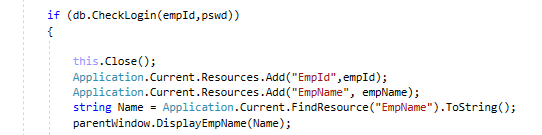 if (db.CheckLogin(empId,pswd))
{
this.Close();
Application.Current.Resources.Add("EmpId",empId);
Application.Current.Resources.Add("EmpName", empName);
string Name = Application.Current.FindResource("EmpName").ToString();
parentWindow.DisplayEmpName(Name);